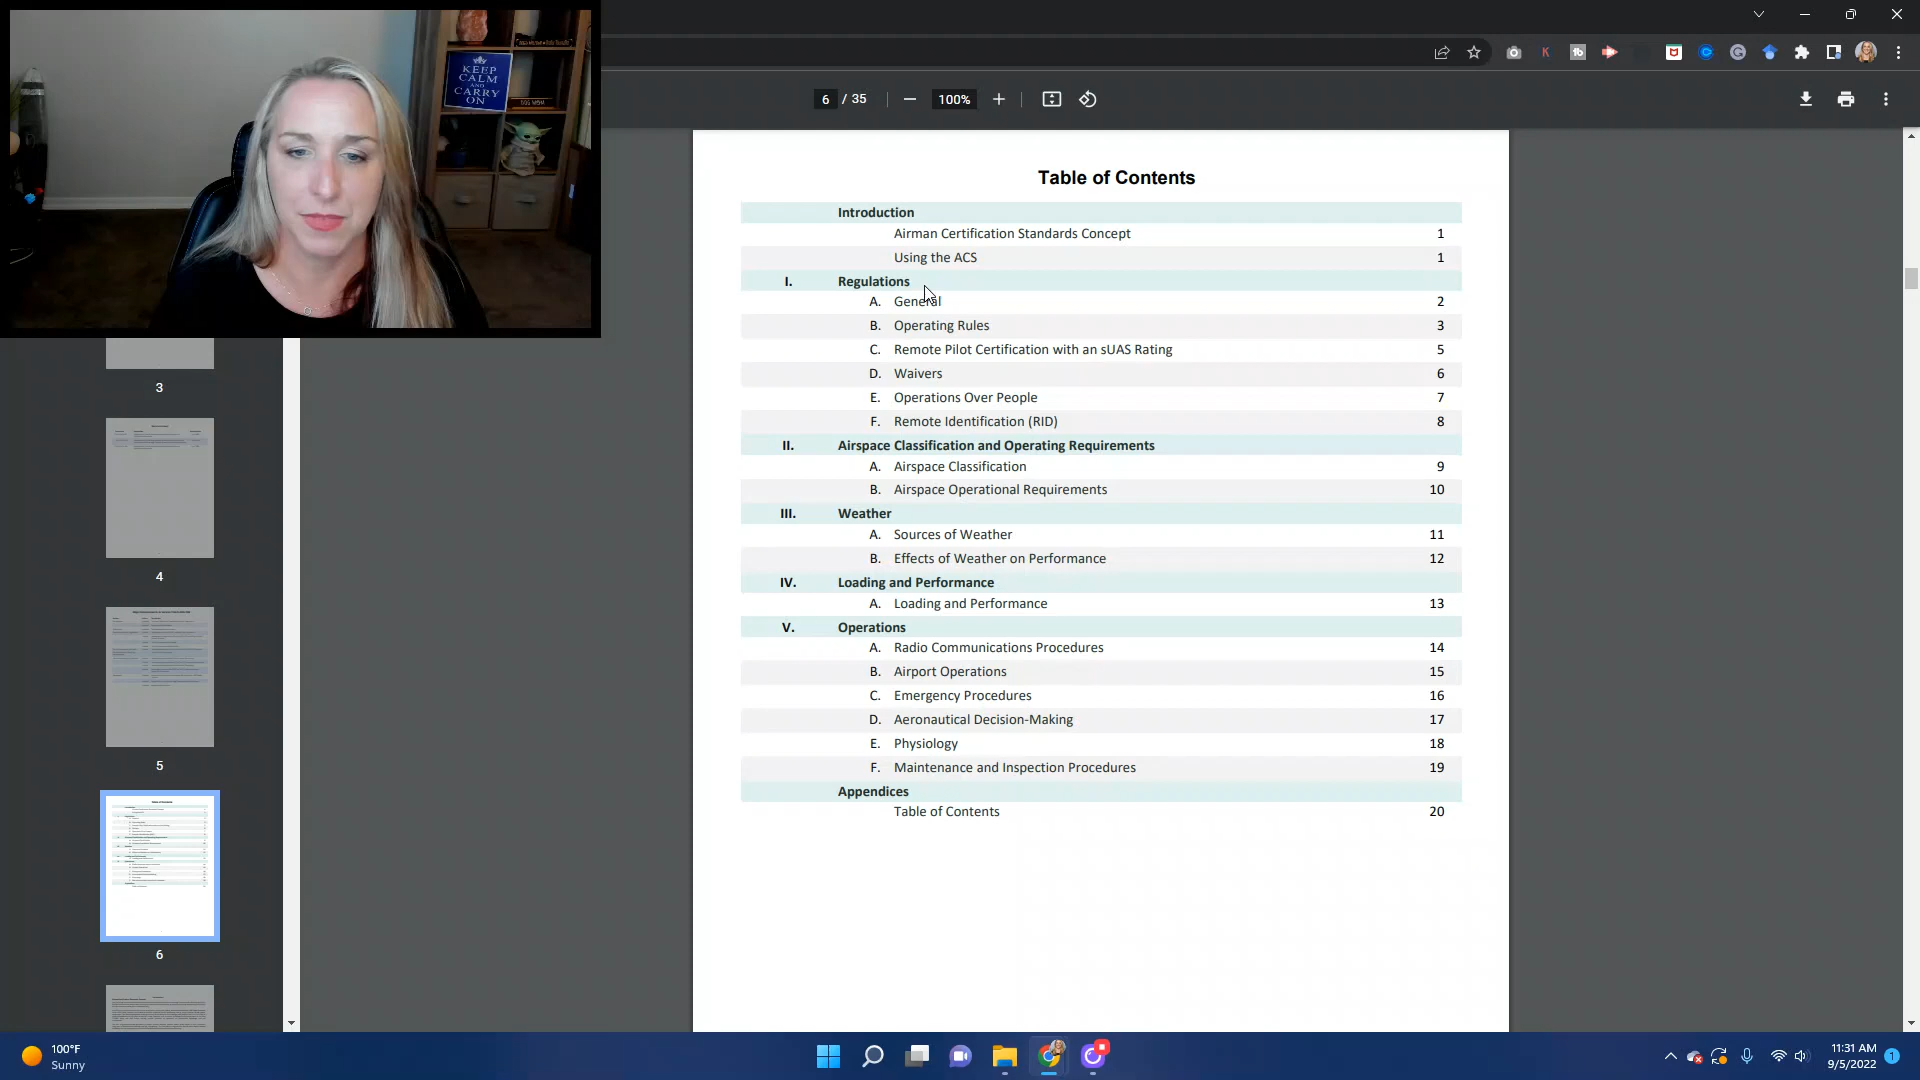 KEEP
CALM
AND
CARRY
ON
DOG MOM
6 / 35
100%
3
4
5
6
Table of Contents
Introduction
Airman Certification Standards Concept 1
Using the ACS 1
I. Regulations
A. General 2
B. Operating Rules 3
C. Remote Pilot Certification with an sUAS Rating 5
D. Waivers 6
E. Operations Over People 7
F. Remote Identification (RID) 8
II. Airspace Classification and Operating Requirements
A. Airspace Classification 9
B. Airspace Operational Requirements 10
III. Weather
A. Sources of Weather 11
B. Effects of Weather on Performance 12
IV. Loading and Performance
A. Loading and Performance 13
V. Operations
A. Radio Communications Procedures 14
B. Airport Operations 15
C. Emergency Procedures 16
D. Aeronautical Decision-Making 17
E. Physiology 18
F. Maintenance and Inspection Procedures 19
Appendices
Table of Contents 20
100°F
Sunny
11:31 AM
9/5/2022
1